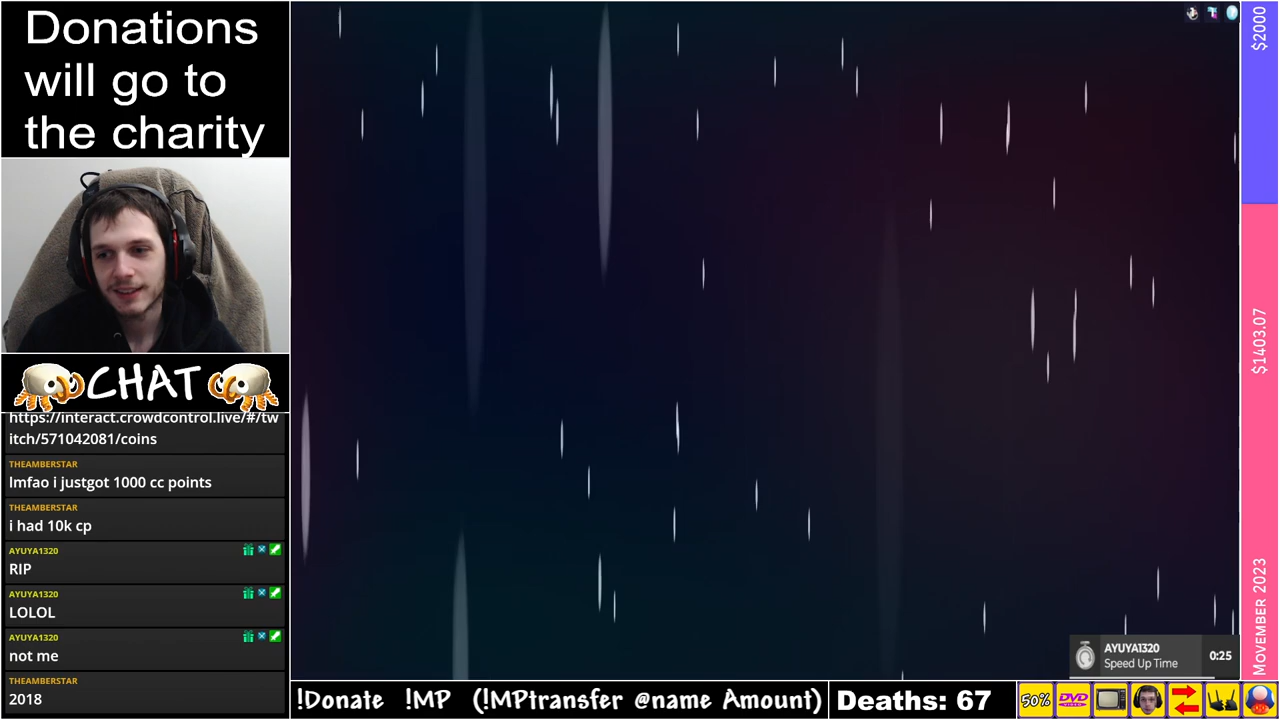 Donations
will go to
the charity
CHAT
https://interact.crowdcontrol.live/#/tw
itch/571042081/coins
THEAMBERSTAR
lmfao i justgot 1000 cc points
THEAMBERSTAR
i had 10k cp
AYUYA1320
RIP
AYUYA1320
LOLOL
AYUYA1320
not me
THEAMBERSTAR
2018
AYUYA1320
Speed Up Time
0:25
!Donate !MP (!MPtransfer @name Amount)
Deaths: 67
50%
DVD
VIDEO
$2000
$1403.07
MOVEMBER 2023